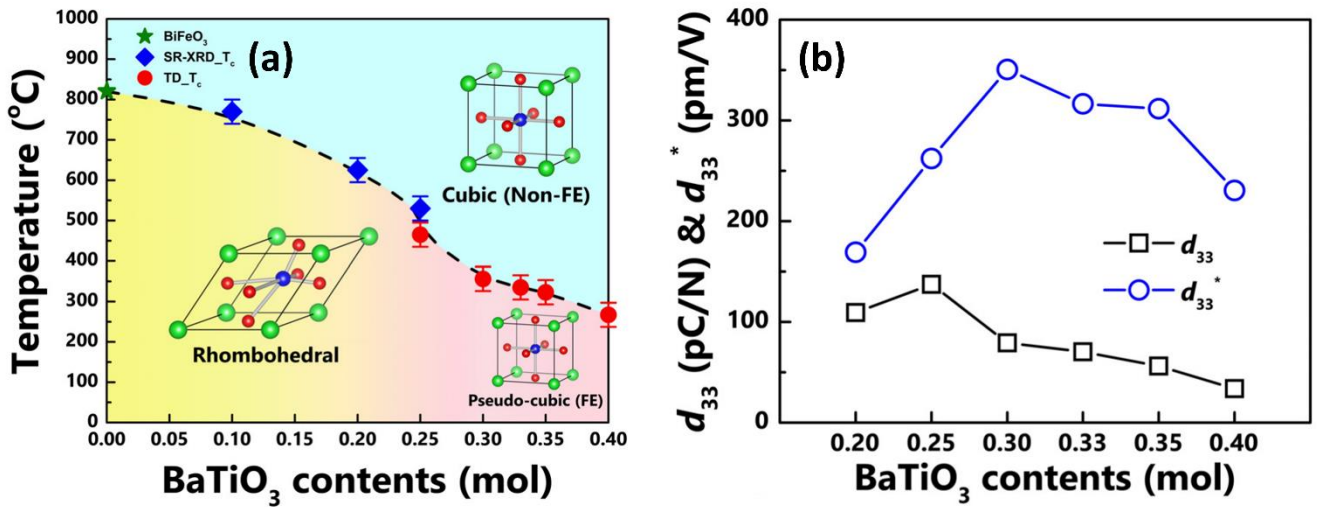 (a)
BiFeO₃
SR-XRD_T꜀
TD_T꜀
Temperature (°C)
1000
900
800
700
600
500
400
300
200
100
0
Cubic (Non-FE)
Rhombohedral
Pseudo-cubic (FE)
0.00 0.05 0.10 0.15 0.20 0.25 0.30 0.35 0.40
BaTiO₃ contents (mol)
(b)
d₃₃ (pC/N) & d₃₃* (pm/V)
400
300
200
100
0
d₃₃
d₃₃*
0.20 0.25 0.30 0.33 0.35 0.40
BaTiO₃ contents (mol)